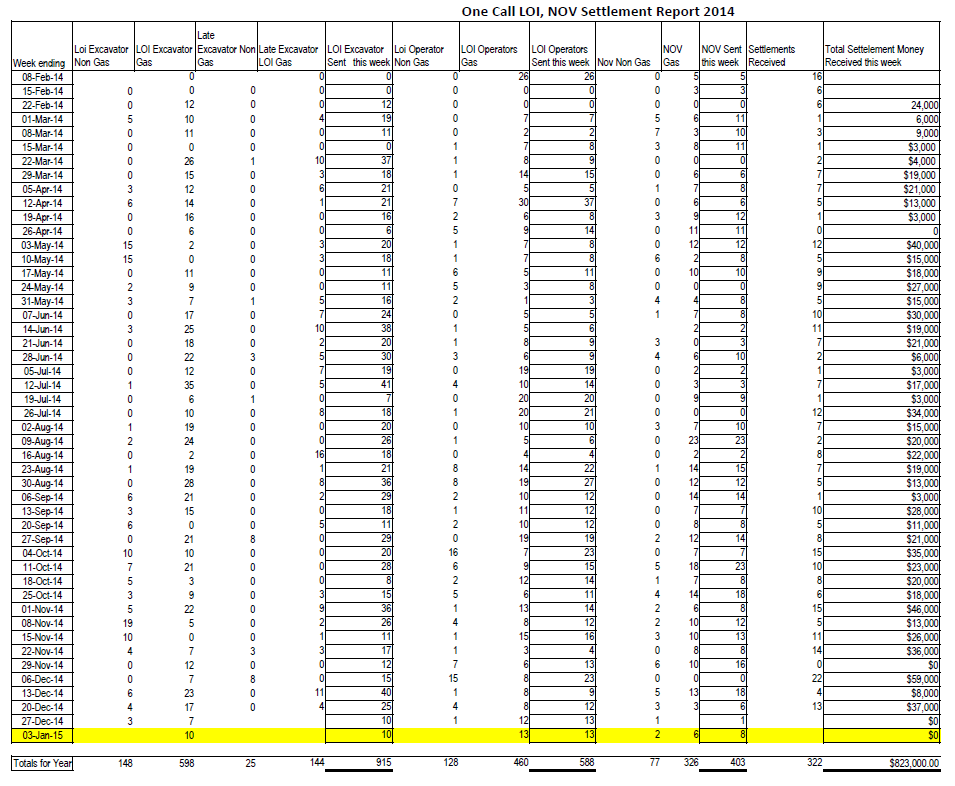 One Call LOI, NOV Settlement Report 2014
Week ending Loi Excavator Non Gas LOI Excavator Gas Late Excavator Non Gas Late Excavator LOI Gas LOI Excavator Sent this week Loi Operator Non Gas LOI Operators Gas LOI Operators Sent this week Nov Non Gas NOV Gas NOV Sent this week Settlements Received Total Settelement Money Received this week
08-Feb-14 0 0 0 0 26 26 0 5 5 16
15-Feb-14 0 0 0 0 0 0 0 0 0 3 3 6
22-Feb-14 0 12 0 0 12 0 0 0 0 0 0 6 24,000
01-Mar-14 5 10 0 4 19 0 7 7 5 6 11 1 6,000
08-Mar-14 0 11 0 0 11 0 2 2 7 3 10 3 9,000
15-Mar-14 0 0 0 0 0 1 7 8 3 8 11 1 $3,000
22-Mar-14 0 26 1 10 37 1 8 9 0 0 0 2 $4,000
29-Mar-14 0 15 0 3 18 1 14 15 0 6 6 7 $19,000
05-Apr-14 3 12 0 6 21 0 5 5 1 7 8 7 $21,000
12-Apr-14 6 14 0 1 21 7 30 37 0 6 6 5 $13,000
19-Apr-14 0 16 0 0 16 2 6 8 3 9 12 1 $3,000
26-Apr-14 0 6 0 0 6 5 9 14 0 11 11 0 0
03-May-14 15 2 0 3 20 1 7 8 0 12 12 12 $40,000
10-May-14 15 0 0 3 18 1 7 8 6 2 8 5 $15,000
17-May-14 0 11 0 0 11 6 5 11 0 10 10 9 $18,000
24-May-14 2 9 0 0 11 5 3 8 0 0 0 9 $27,000
31-May-14 3 7 1 5 16 2 1 3 4 4 8 5 $15,000
07-Jun-14 0 17 0 7 24 0 5 5 1 7 8 10 $30,000
14-Jun-14 3 25 0 10 38 1 5 6 2 2 11 $19,000
21-Jun-14 0 18 0 2 20 1 8 9 3 0 3 7 $21,000
28-Jun-14 0 22 3 5 30 3 6 9 4 6 10 2 $6,000
05-Jul-14 0 12 0 7 19 0 19 19 0 2 2 1 $3,000
12-Jul-14 1 35 0 5 41 4 10 14 0 3 3 7 $17,000
19-Jul-14 0 6 1 0 7 0 20 20 0 9 9 1 $3,000
26-Jul-14 0 10 0 8 18 1 20 21 0 0 0 12 $34,000
02-Aug-14 1 19 0 0 20 0 10 10 3 7 10 7 $15,000
09-Aug-14 2 24 0 0 26 1 5 6 0 23 23 2 $20,000
16-Aug-14 0 2 0 16 18 0 4 4 0 2 2 8 $22,000
23-Aug-14 1 19 0 1 21 8 14 22 1 14 15 7 $19,000
30-Aug-14 0 28 0 8 36 8 19 27 0 12 12 5 $13,000
06-Sep-14 6 21 0 2 29 2 10 12 0 14 14 1 $3,000
13-Sep-14 3 15 0 0 18 1 11 12 0 7 7 10 $28,000
20-Sep-14 6 0 0 5 11 2 10 12 0 8 8 5 $11,000
27-Sep-14 0 21 8 0 29 0 19 19 2 12 14 8 $21,000
04-Oct-14 10 10 0 0 20 16 7 23 0 7 7 15 $35,000
11-Oct-14 7 21 0 0 28 6 9 15 5 18 23 10 $23,000
18-Oct-14 5 3 0 0 8 2 12 14 1 7 8 8 $20,000
25-Oct-14 3 9 0 3 15 5 6 11 4 14 18 6 $18,000
01-Nov-14 5 22 0 9 36 1 13 14 2 6 8 15 $46,000
08-Nov-14 19 5 0 2 26 4 8 12 2 10 12 5 $13,000
15-Nov-14 10 0 0 1 11 1 15 16 3 10 13 11 $26,000
22-Nov-14 4 7 3 3 17 1 3 4 0 8 8 14 $36,000
29-Nov-14 0 12 0 0 12 7 6 13 6 10 16 0 $0
06-Dec-14 0 7 8 0 15 15 8 23 0 0 0 22 $59,000
13-Dec-14 6 23 0 11 40 1 8 9 5 13 18 4 $8,000
20-Dec-14 4 17 0 4 25 4 8 12 3 3 6 13 $37,000
27-Dec-14 3 7 10 1 12 13 1 1 $0
03-Jan-15 10 10 13 13 2 6 8 $0
Totals for Year 148 598 25 144 915 128 460 588 77 326 403 322 $823,000.00